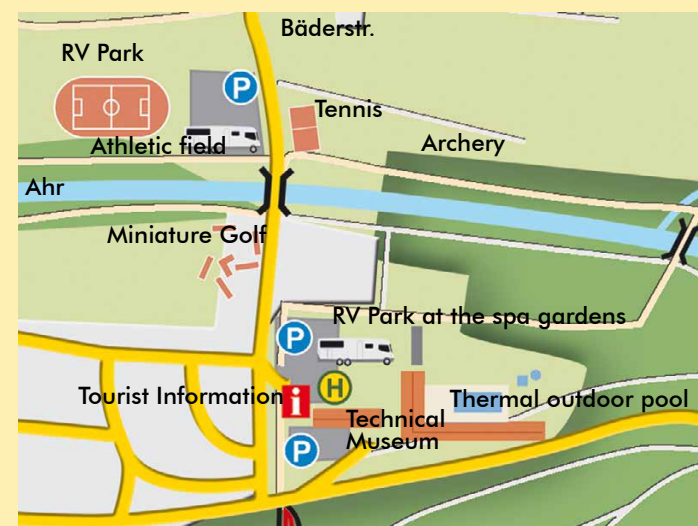 Bäderstr.
RV Park
P
Tennis
Athletic field
Archery
Ahr
Miniature Golf
RV Park at the spa gardens
P
H
Tourist Information
i
Thermal outdoor pool
Technical
Museum
P